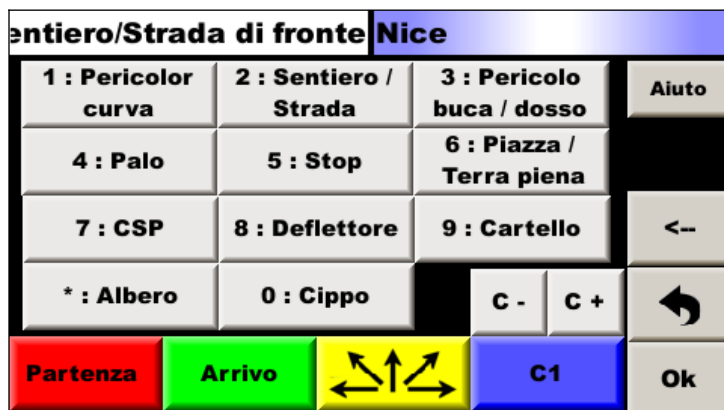 entiero/Strada di fronte Nice
1 : Pericolor curva
2 : Sentiero / Strada
3 : Pericolo buca / dosso
Aiuto
4 : Palo
5 : Stop
6 : Piazza / Terra piena
7 : CSP
8 : Deflettore
9 : Cartello
<--
* : Albero
0 : Cippo
C -
C +
Partenza
Arrivo
C1
Ok